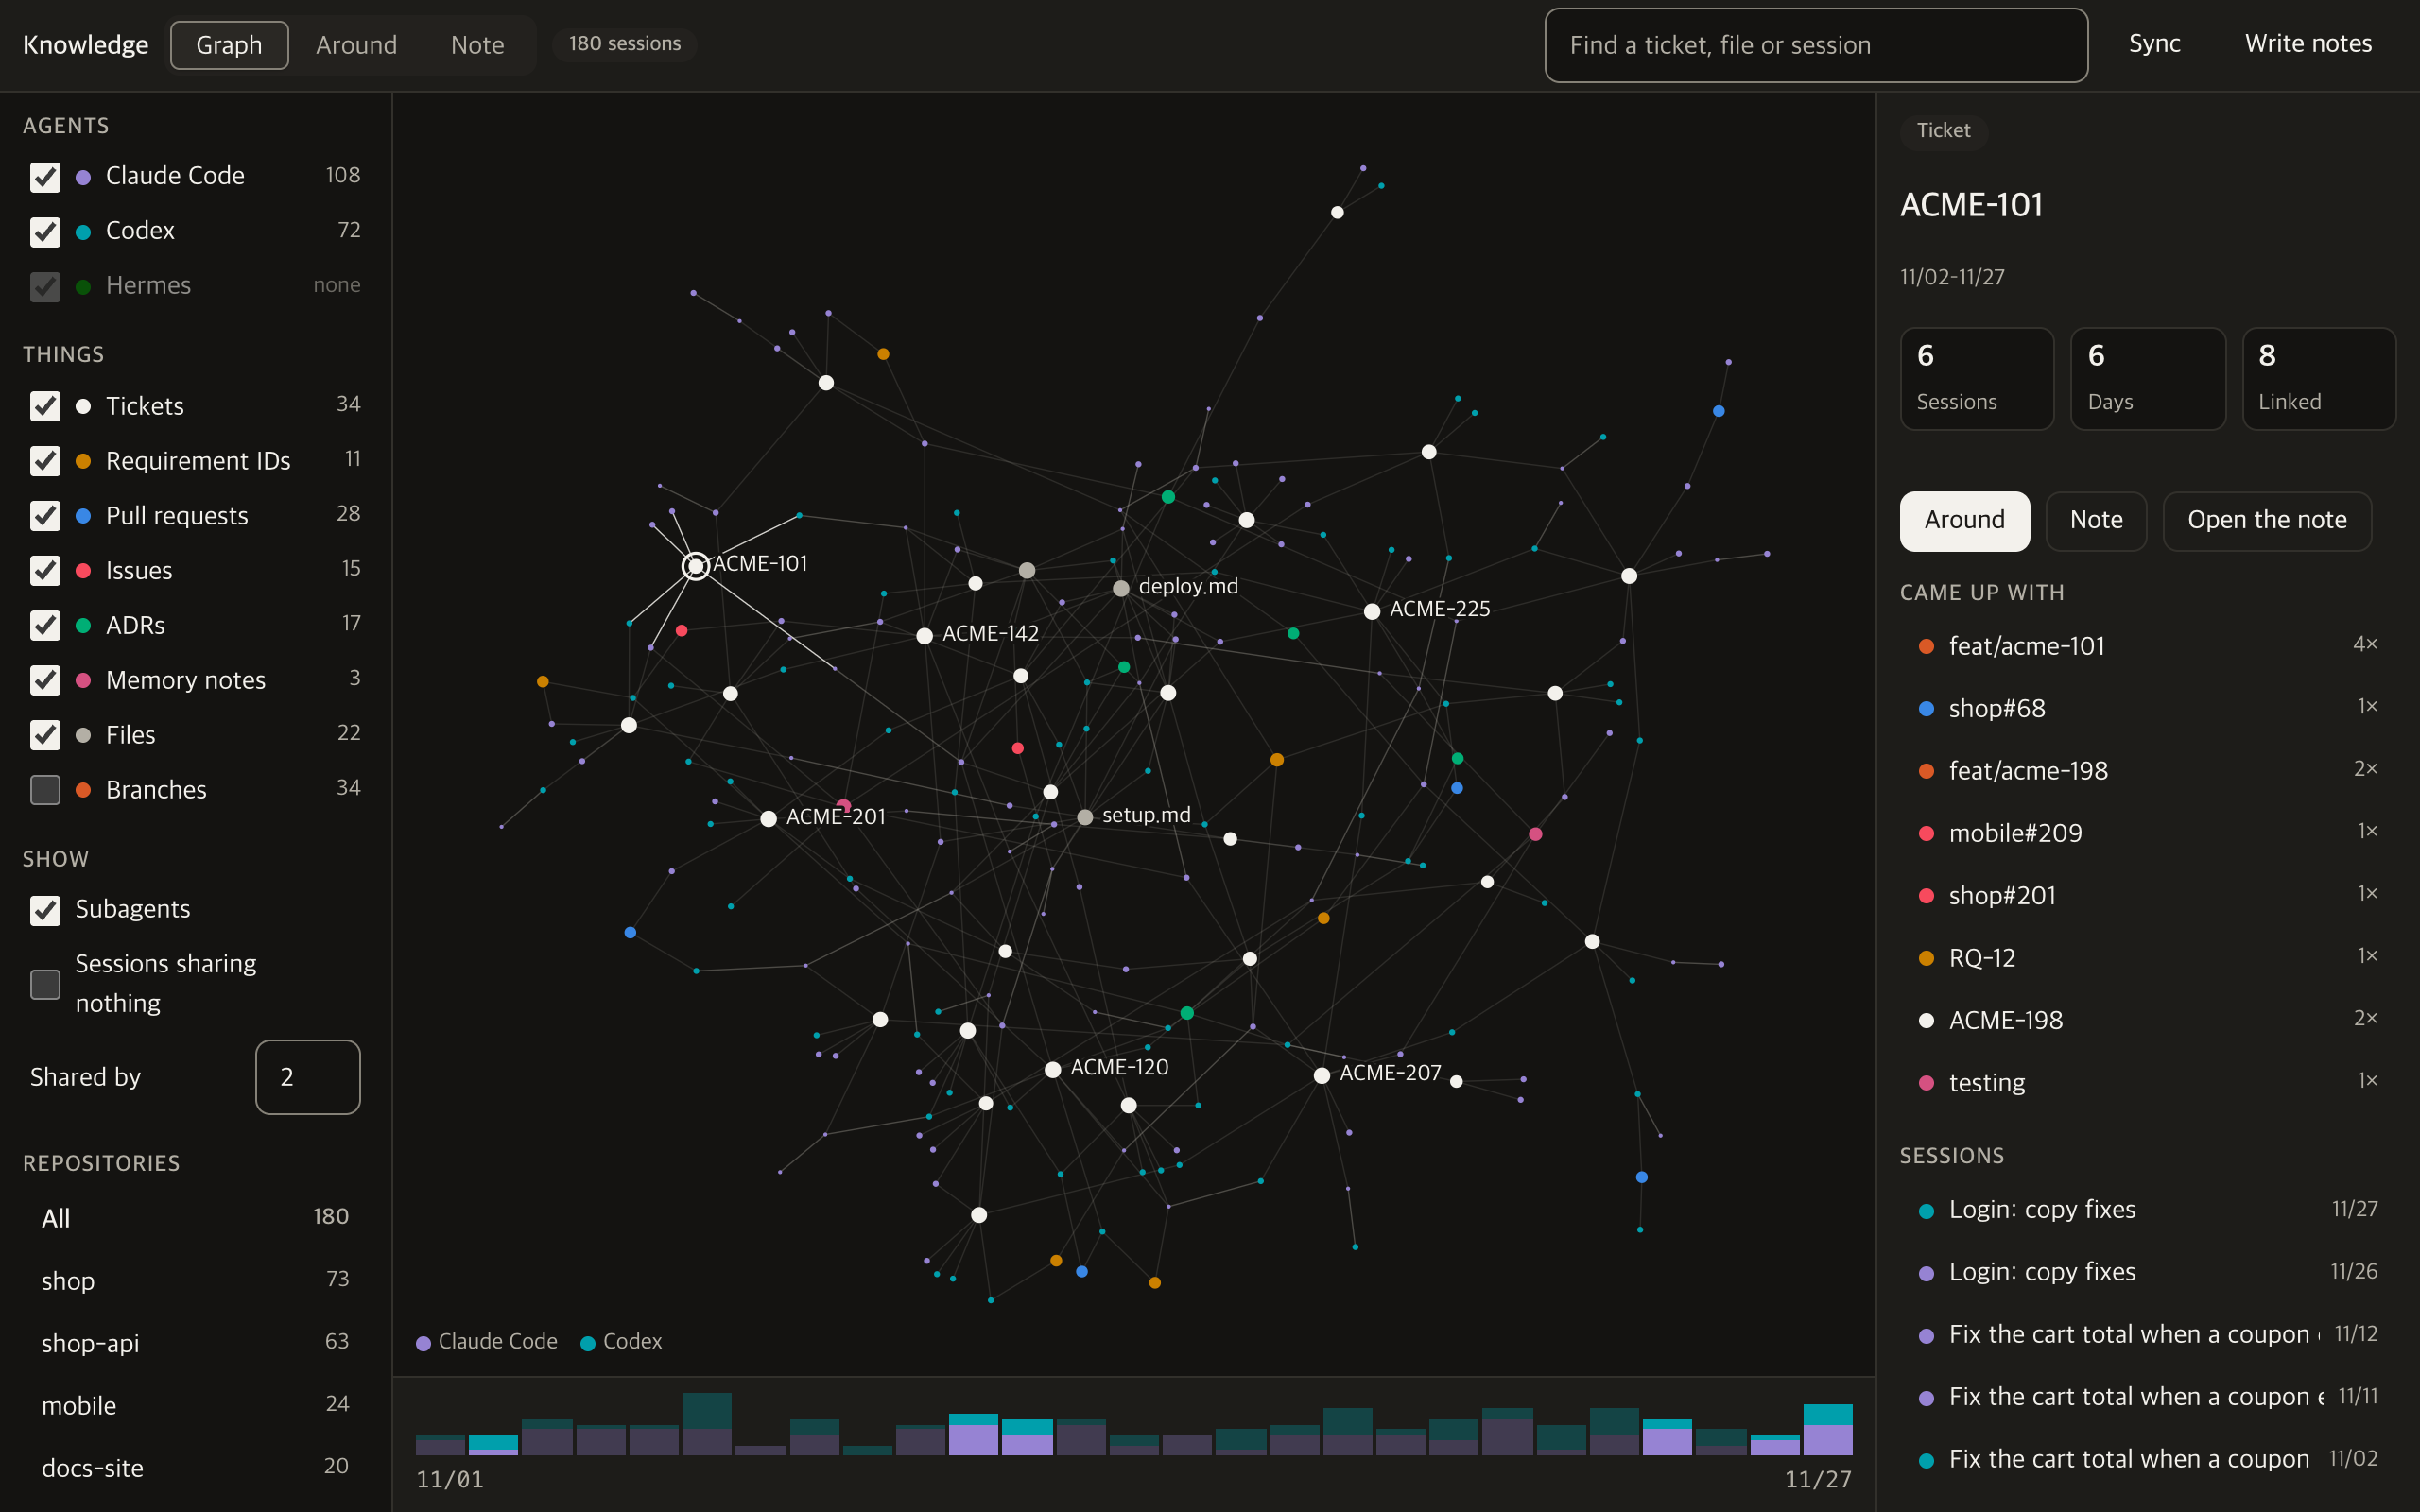 Knowledge
Graph
Around
Note
180 sessions
Find a ticket, file or session
Sync
Write notes
AGENTS
Claude Code 108
Codex 72
Hermes none
THINGS
Tickets 34
Requirement IDs 11
Pull requests 28
Issues 15
ADRs 17
Memory notes 3
Files 22
Branches 34
SHOW
Subagents
Sessions sharing
nothing
Shared by 2
REPOSITORIES
All 180
shop 73
shop-api 63
mobile 24
docs-site 20
ACME-101
deploy.md
ACME-225
ACME-142
ACME-201
setup.md
ACME-120
ACME-207
Claude Code
Codex
11/01
11/27
Ticket
ACME-101
11/02-11/27
6
Sessions
6
Days
8
Linked
Around
Note
Open the note
CAME UP WITH
feat/acme-101 4×
shop#68 1×
feat/acme-198 2×
mobile#209 1×
shop#201 1×
RQ-12 1×
ACME-198 2×
testing 1×
SESSIONS
Login: copy fixes 11/27
Login: copy fixes 11/26
Fix the cart total when a coupon 11/12
Fix the cart total when a coupon 11/11
Fix the cart total when a coupon 11/02